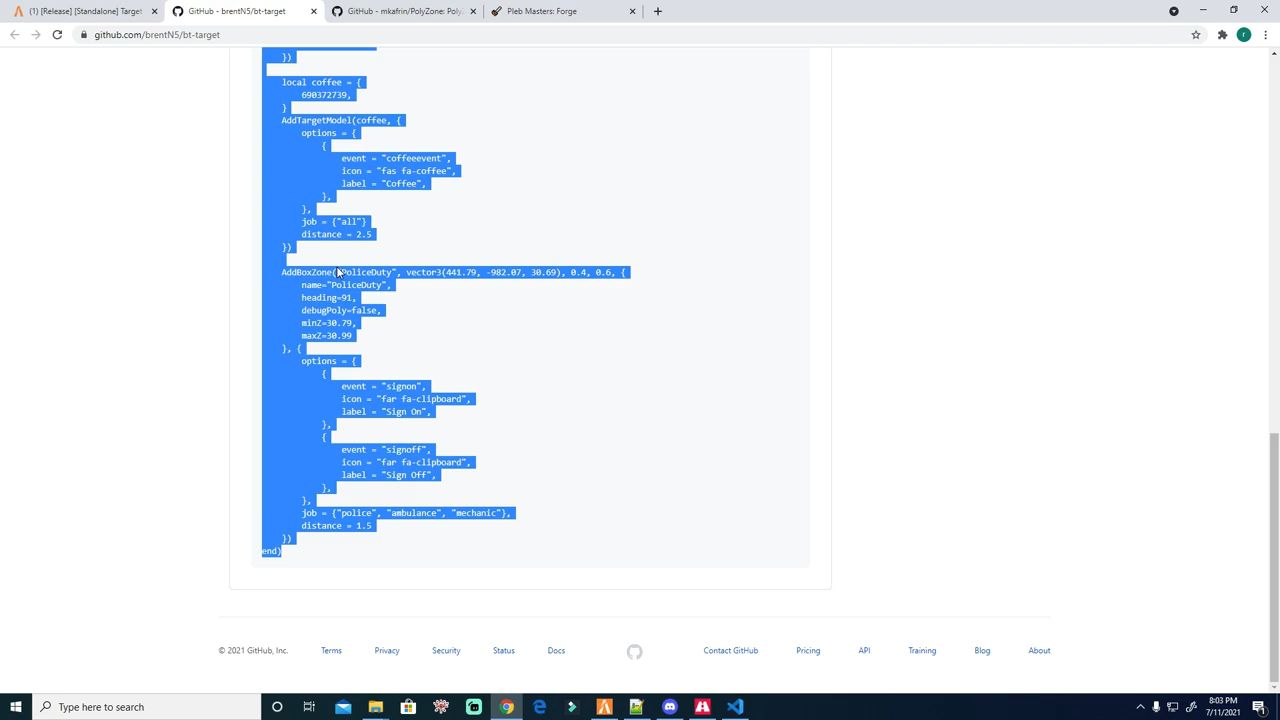 (1) [Release] [Standalone] Target
GitHub - brentN5/bt-target
GitHub - mkafrin/PolyZone: Poly
Pleb Masters: Forge
github.com/brentN5/bt-target
r
})
local coffee = {
690372739,
}
AddTargetModel(coffee, {
options = {
{
event = "coffeeevent",
icon = "fas fa-coffee",
label = "Coffee",
},
},
job = {"all"}
distance = 2.5
})
AddBoxZone("PoliceDuty", vector3(441.79, -982.07, 30.69), 0.4, 0.6, {
name="PoliceDuty",
heading=91,
debugPoly=false,
minZ=30.79,
maxZ=30.99
}, {
options = {
{
event = "signon",
icon = "far fa-clipboard",
label = "Sign On",
},
{
event = "signoff",
icon = "far fa-clipboard",
label = "Sign Off",
},
},
job = {"police", "ambulance", "mechanic"},
distance = 1.5
})
end)
© 2021 GitHub, Inc. Terms Privacy Security Status Docs Contact GitHub Pricing API Training Blog About
Type here to search
8:03 PM
7/11/2021